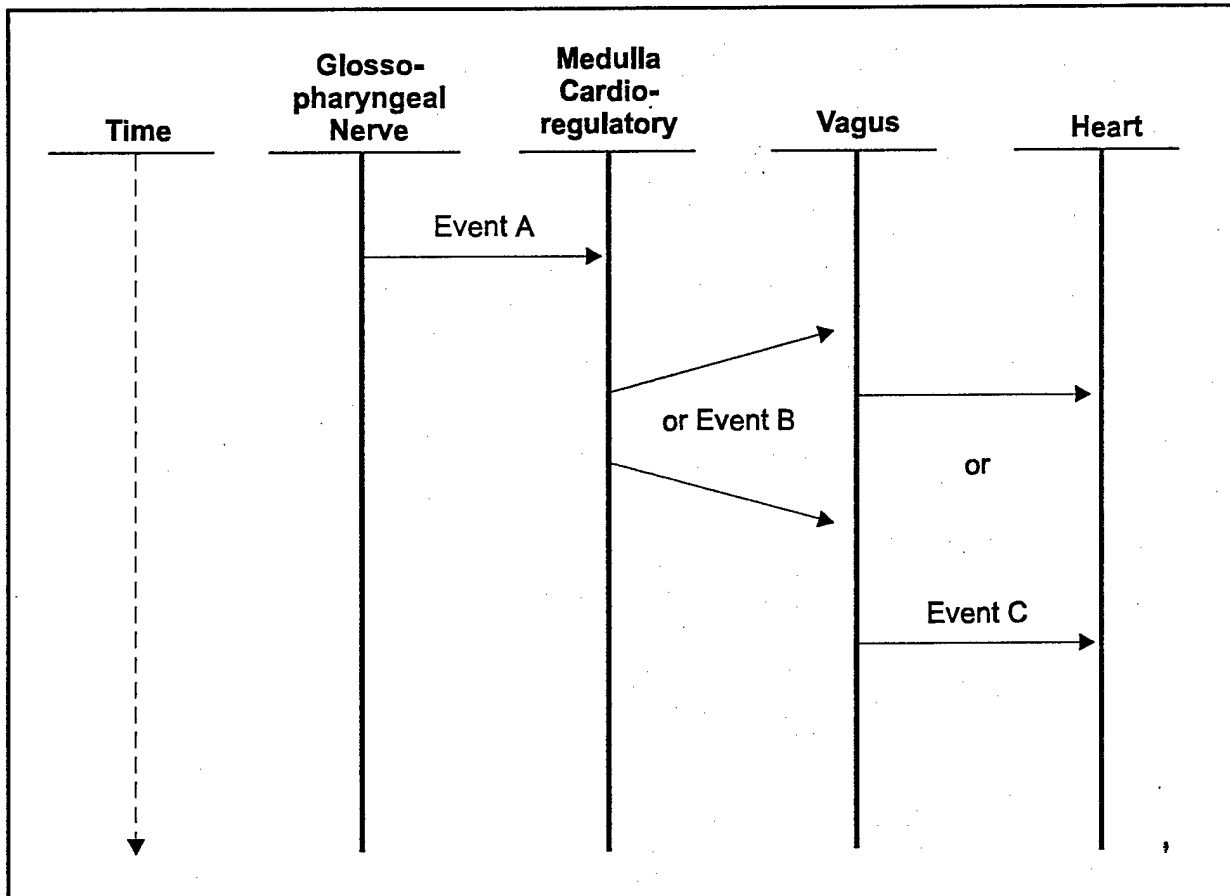 Time
Glosso-
pharyngeal
Nerve
Medulla
Cardio-
regulatory
Vagus
Heart
Event A
or Event B
or
Event C